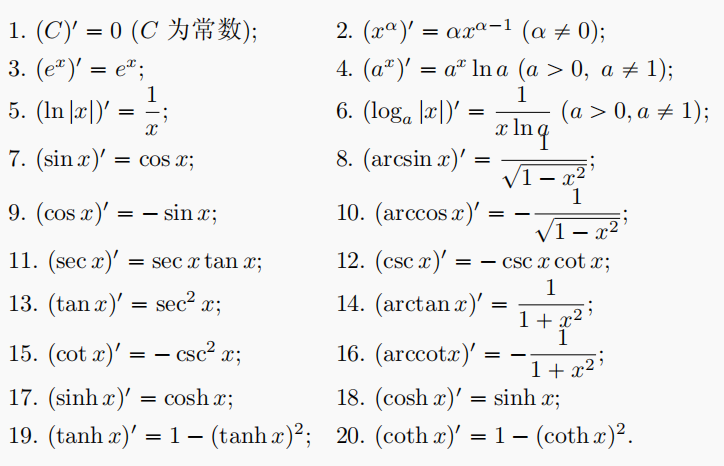 1. (C)′ = 0 (C 为常数); 2. (x^α)′ = αx^{α−1} (α ≠ 0);
3. (e^x)′ = e^x; 4. (a^x)′ = a^x ln a (a > 0, a ≠ 1);
5. (ln |x|)′ = 1/x; 6. (log_a |x|)′ = 1/(x ln a) (a > 0, a ≠ 1);
7. (sin x)′ = cos x; 8. (arcsin x)′ = 1/√(1 − x²);
9. (cos x)′ = − sin x; 10. (arccos x)′ = −1/√(1 − x²);
11. (sec x)′ = sec x tan x; 12. (csc x)′ = − csc x cot x;
13. (tan x)′ = sec² x; 14. (arctan x)′ = 1/(1 + x²);
15. (cot x)′ = − csc² x; 16. (arccotx)′ = −1/(1 + x²);
17. (sinh x)′ = cosh x; 18. (cosh x)′ = sinh x;
19. (tanh x)′ = 1 − (tanh x)²; 20. (coth x)′ = 1 − (coth x)².